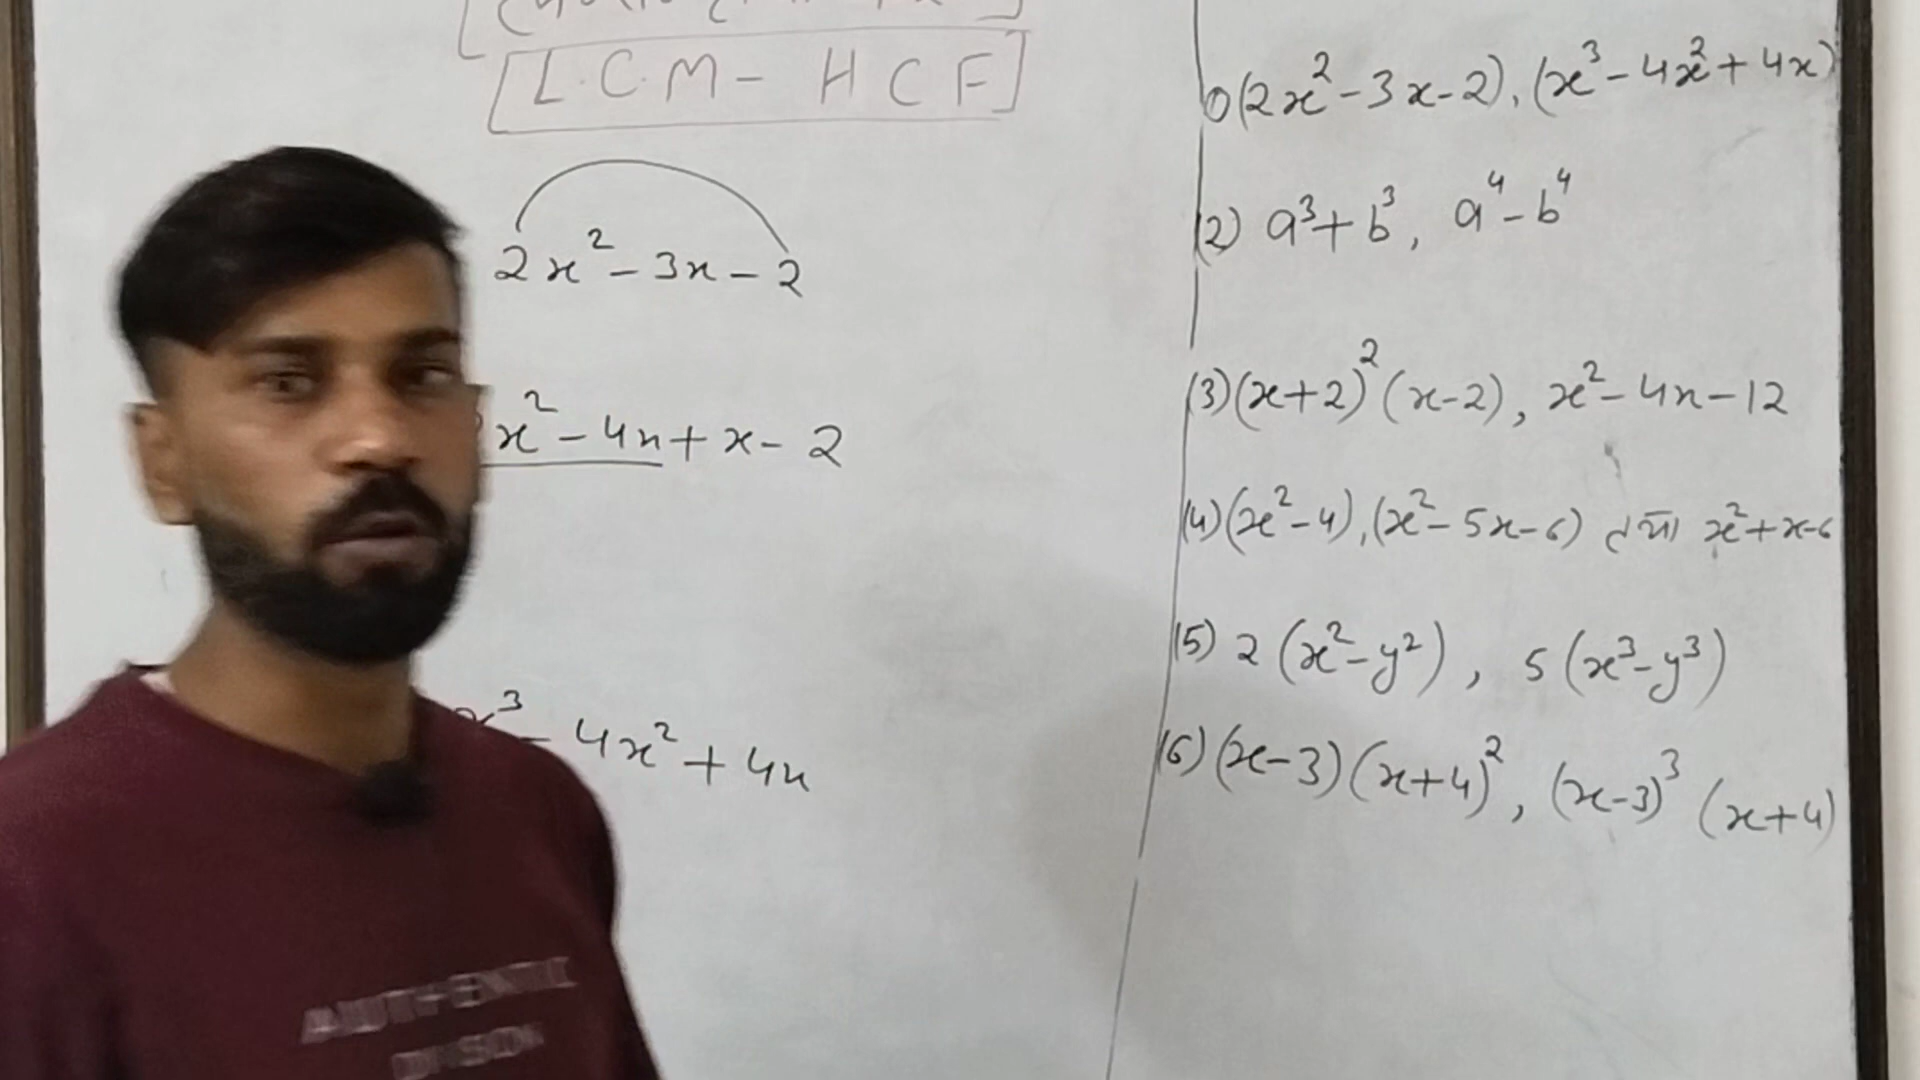 [L.C.M - HCF]
2x² - 3x - 2
x² - 4x + x - 2
x³ - 4x² + 4x
1) (2x² - 3x - 2), (x³ - 4x² + 4x)
(2) a³ + b³, a⁴ - b⁴
(3) (x+2)² (x-2), x² - 4x - 12
(4) (x² - 4), (x² - 5x - 6) तथा x² + x - 6
(5) 2 (x² - y²), 5 (x³ - y³)
(6) (x-3) (x+4)², (x-3)³ (x+4)